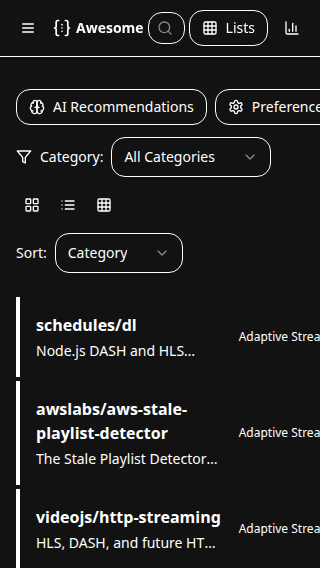 Awesome
Lists
AI Recommendations
Preference
Category:
All Categories
Sort:
Category
schedules/dl
Node.js DASH and HLS...
Adaptive Strea
awslabs/aws-stale-
playlist-detector
The Stale Playlist Detector...
Adaptive Strea
videojs/http-streaming
HLS, DASH, and future HT...
Adaptive Strea